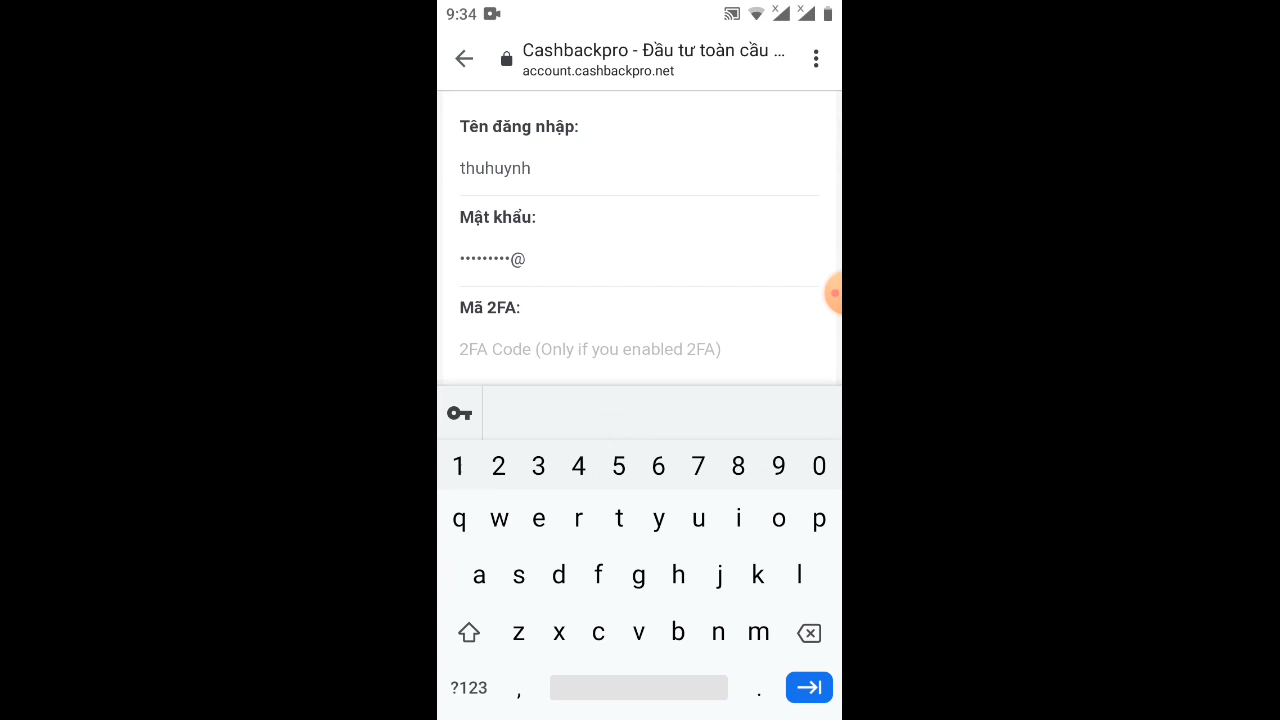 9:34
Cashbackpro - Đầu tư toàn cầu ...
account.cashbackpro.net
Tên đăng nhập:
thuhuynh
Mật khẩu:
•••••••••@
Mã 2FA:
2FA Code (Only if you enabled 2FA)
1 2 3 4 5 6 7 8 9 0
q w e r t y u i o p
a s d f g h j k l
z x c v b n m
?123 , .